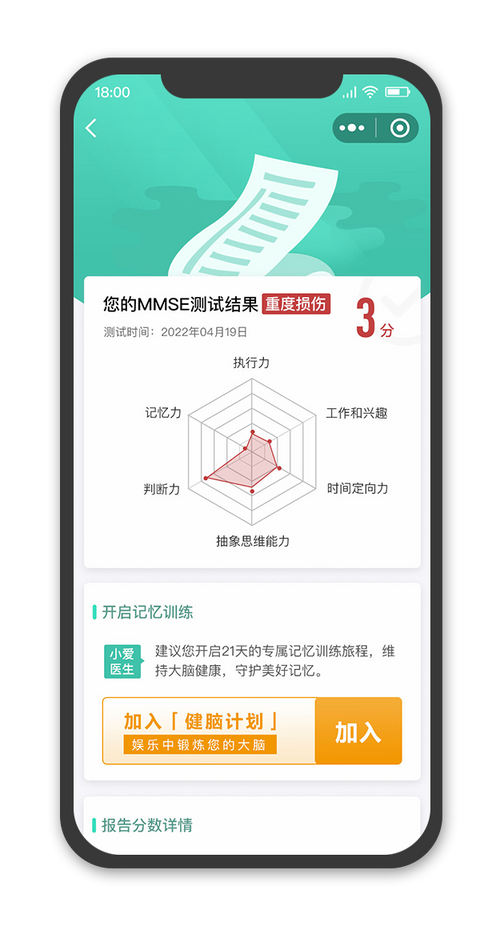 18:00
您的MMSE测试结果 重度损伤 3分
测试时间：2022年04月19日
执行力
记忆力
工作和兴趣
判断力
时间定向力
抽象思维能力
开启记忆训练
小爱
医生
建议您开启21天的专属记忆训练旅程，维
持大脑健康，守护美好记忆。
加入「健脑计划」
娱乐中锻炼您的大脑
加入
报告分数详情